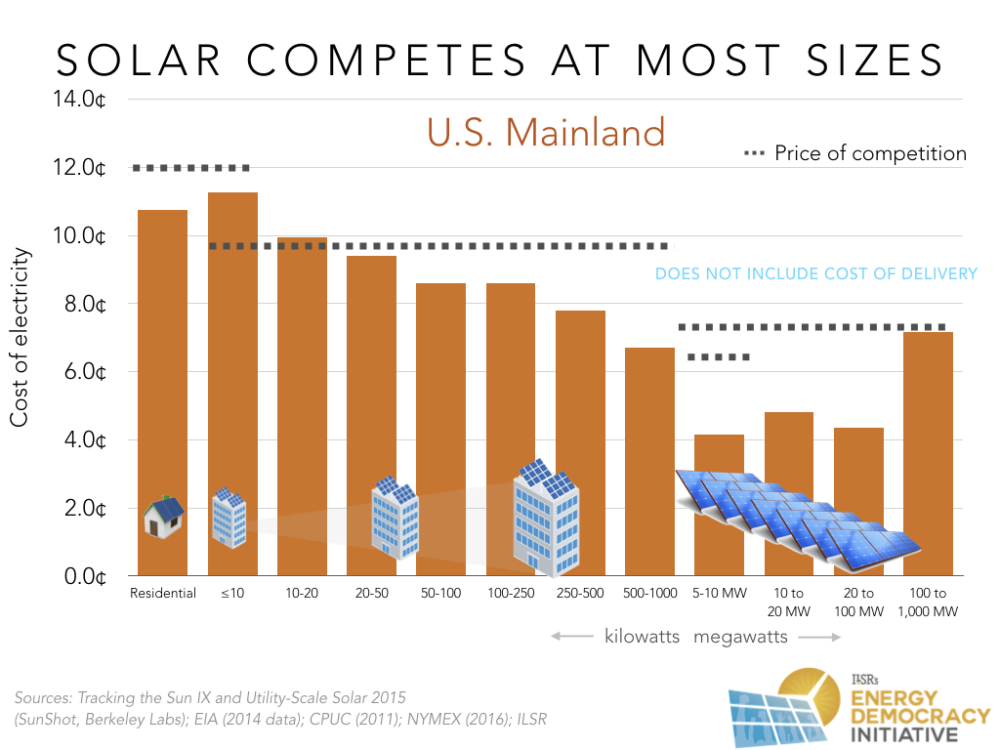 SOLAR COMPETES AT MOST SIZES
14.0¢
U.S. Mainland
Price of competition
12.0¢
10.0¢
DOES NOT INCLUDE COST OF DELIVERY
8.0¢
6.0¢
4.0¢
2.0¢
0.0¢
Cost of electricity
Residential
≤10
10-20
20-50
50-100
100-250
250-500
500-1000
5-10 MW
10 to
20 MW
20 to
100 MW
100 to
1,000 MW
kilowatts megawatts
Sources: Tracking the Sun IX and Utility-Scale Solar 2015
(SunShot, Berkeley Labs); EIA (2014 data); CPUC (2011); NYMEX (2016); ILSR
ILSRs
ENERGY
DEMOCRACY
INITIATIVE